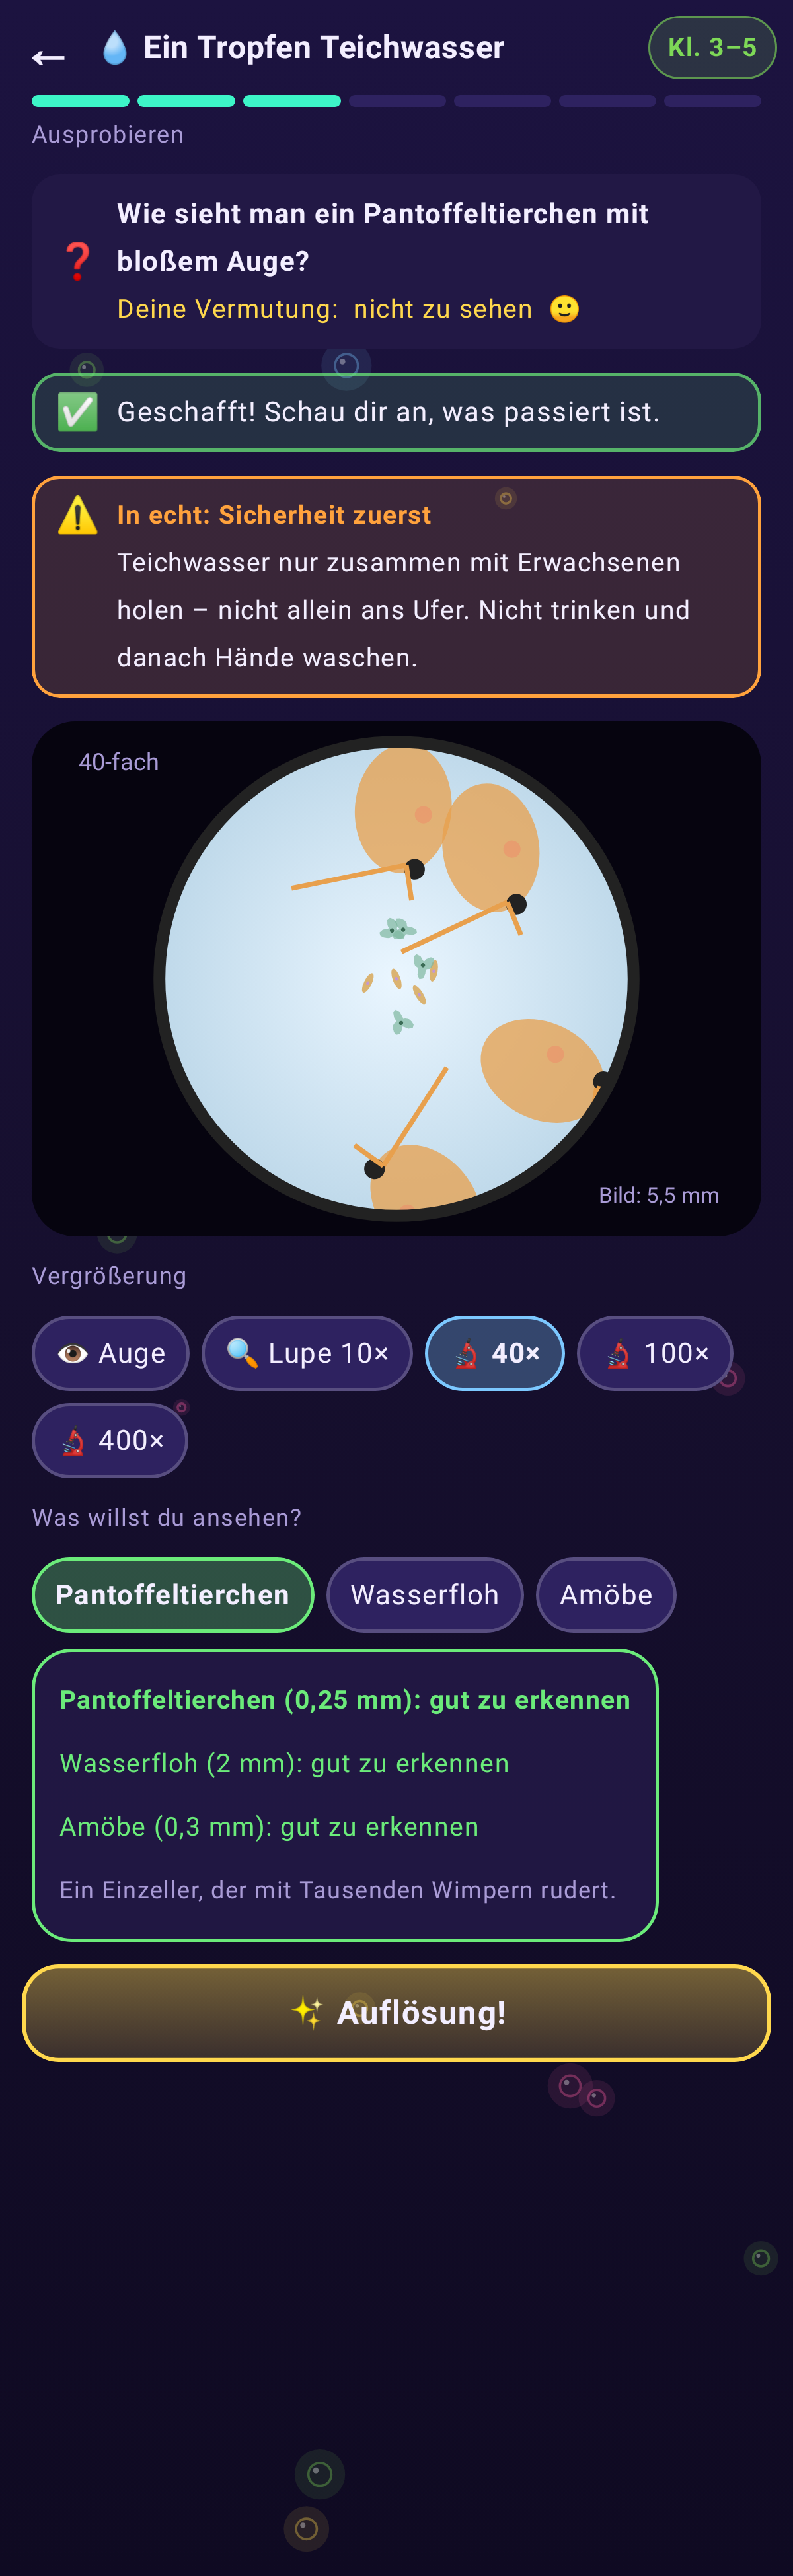 Ein Tropfen Teichwasser
Kl. 3–5
Ausprobieren
Wie sieht man ein Pantoffeltierchen mit
bloßem Auge?
Deine Vermutung: nicht zu sehen
Geschafft! Schau dir an, was passiert ist.
In echt: Sicherheit zuerst
Teichwasser nur zusammen mit Erwachsenen
holen – nicht allein ans Ufer. Nicht trinken und
danach Hände waschen.
40-fach
Bild: 5,5 mm
Vergrößerung
Auge
Lupe 10×
40×
100×
400×
Was willst du ansehen?
Pantoffeltierchen
Wasserfloh
Amöbe
Pantoffeltierchen (0,25 mm): gut zu erkennen
Wasserfloh (2 mm): gut zu erkennen
Amöbe (0,3 mm): gut zu erkennen
Ein Einzeller, der mit Tausenden Wimpern rudert.
Auflösung!